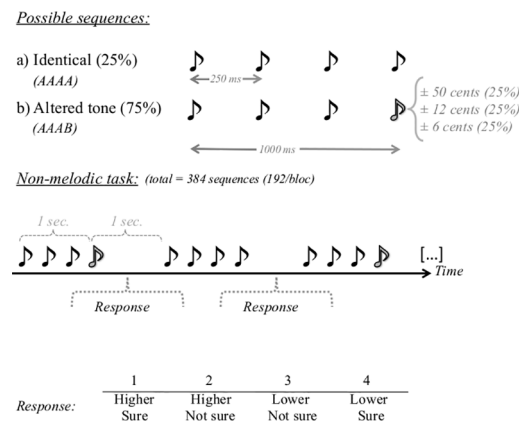 Possible sequences:
a) Identical (25%)
(AAAA)
250 ms
b) Altered tone (75%)
(AAAB)
± 50 cents (25%)
± 12 cents (25%)
± 6 cents (25%)
1000 ms
Non-melodic task: (total = 384 sequences (192/bloc)
1 sec. 1 sec.
[...]
Time
Response Response
1 2 3 4
Response: Higher Higher Lower Lower
Sure Not sure Not sure Sure